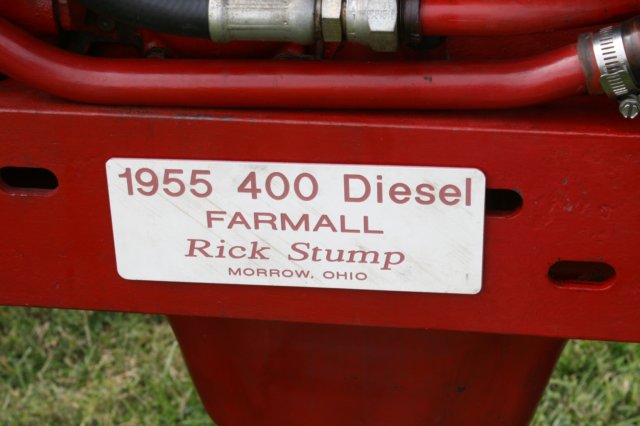 1955 400 Diesel
FARMALL
Rick Stump
MORROW, OHIO